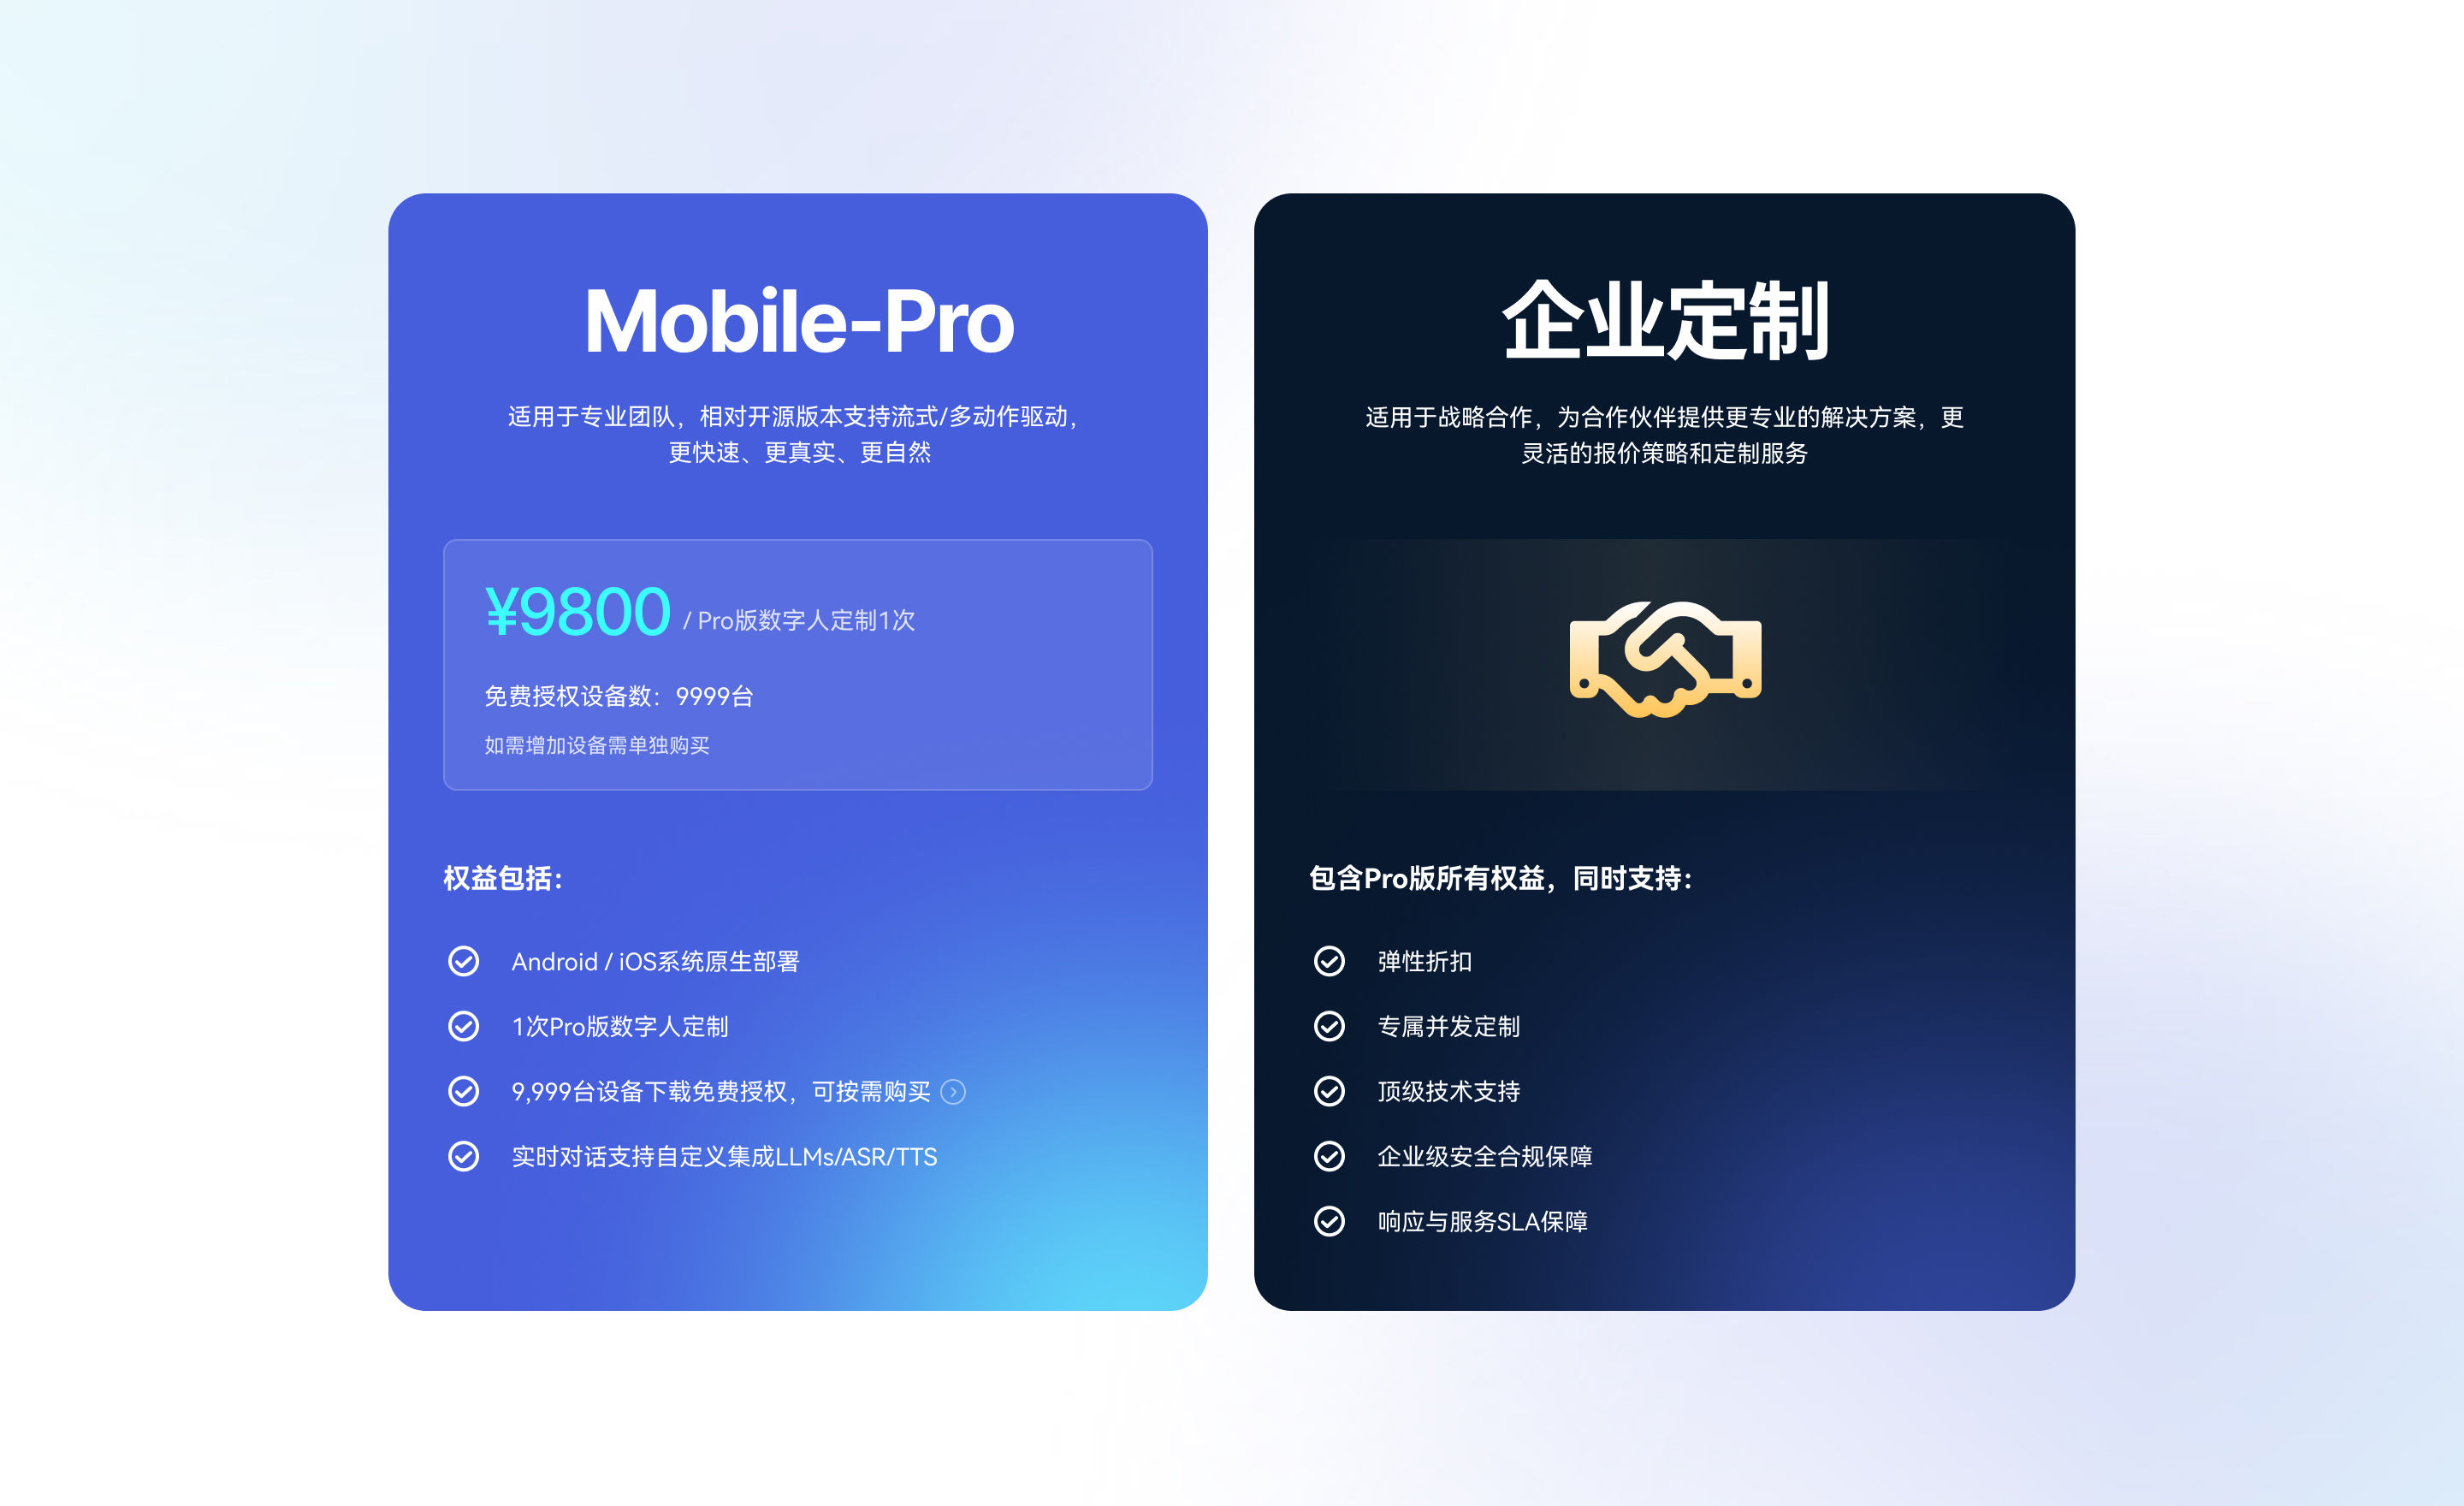 Mobile-Pro
适用于专业团队，相对开源版本支持流式/多动作驱动，
更快速、更真实、更自然
¥9800 / Pro版数字人定制1次
免费授权设备数：9999台
如需增加设备需单独购买
权益包括：
Android / iOS系统原生部署
1次Pro版数字人定制
9,999台设备下载免费授权，可按需购买
实时对话支持自定义集成LLMs/ASR/TTS
企业定制
适用于战略合作，为合作伙伴提供更专业的解决方案，更
灵活的报价策略和定制服务
包含Pro版所有权益，同时支持：
弹性折扣
专属并发定制
顶级技术支持
企业级安全合规保障
响应与服务SLA保障